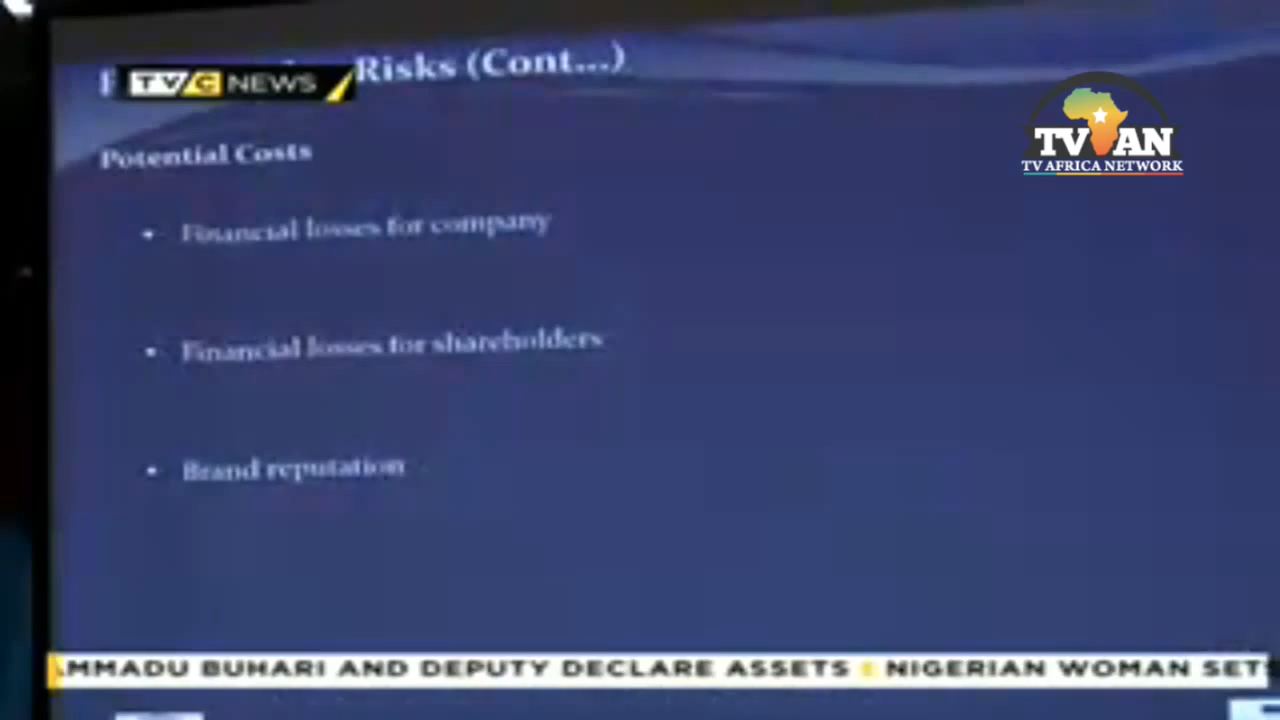 Risks (Cont...)
TVC NEWS
TVAN
TV AFRICA NETWORK
Potential Costs
• Financial losses for company
• Financial losses for shareholders
• Brand reputation
AMMADU BUHARI AND DEPUTY DECLARE ASSETS NIGERIAN WOMAN SET